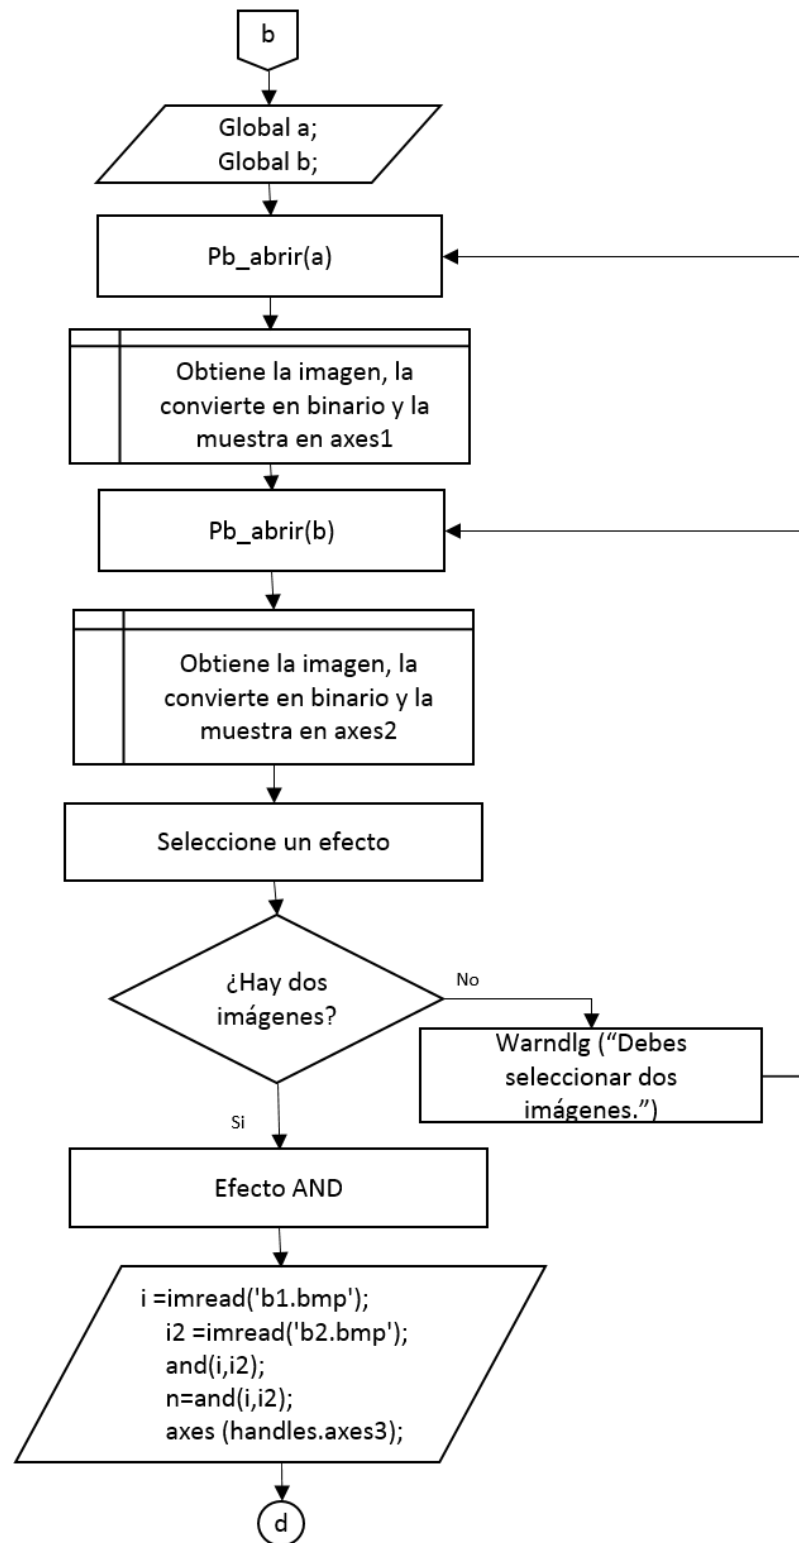 b
Global a;
Global b;
Pb_abrir(a)
Obtiene la imagen, la
convierte en binario y la
muestra en axes1
Pb_abrir(b)
Obtiene la imagen, la
convierte en binario y la
muestra en axes2
Seleccione un efecto
¿Hay dos
imágenes?
No
Warndlg (“Debes
seleccionar dos
imágenes.”)
Si
Efecto AND
i =imread('b1.bmp');
i2 =imread('b2.bmp');
and(i,i2);
n=and(i,i2);
axes (handles.axes3);
d